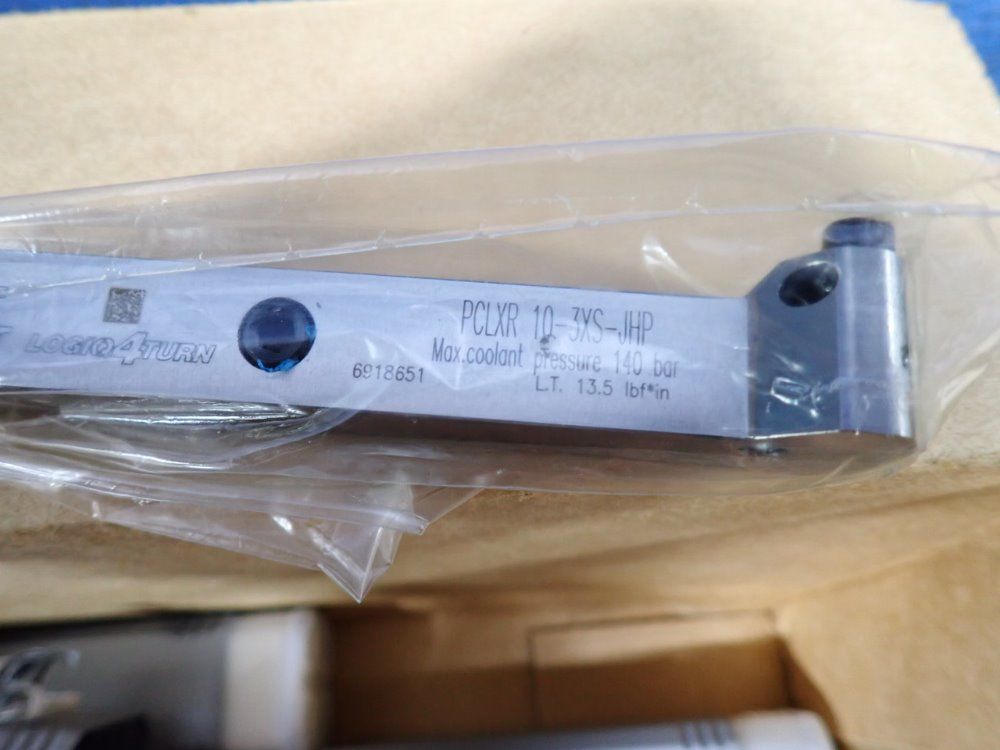 LOGIQ4TURN
6918651
PCLXR 10-3XS-JHP
Max.coolant pressure 140 bar
L.T. 13.5 lbf*in